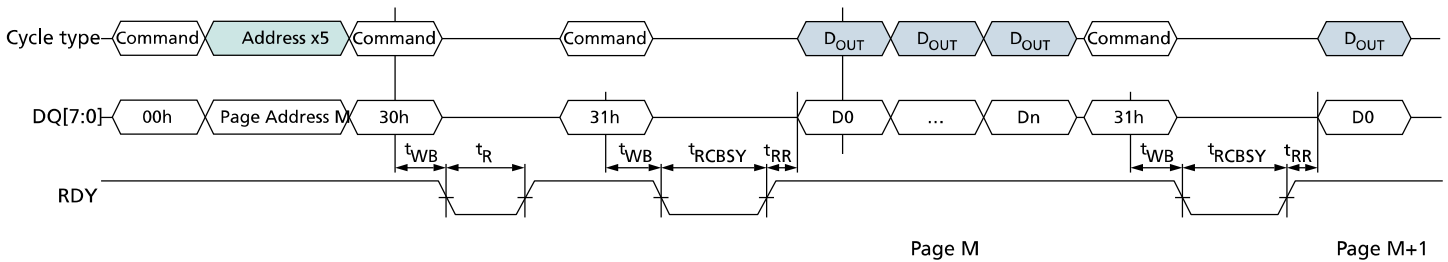 Cycle type Command Address x5 Command Command DOUT DOUT DOUT Command DOUT
DQ[7:0] 00h Page Address M 30h 31h D0 ... Dn 31h D0
tWB tR tWB tRCBSY tRR tWB tRCBSY tRR
RDY
Page M Page M+1